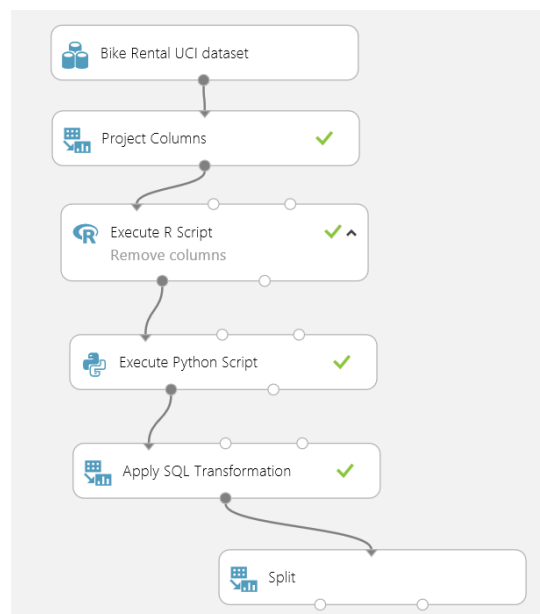 Bike Rental UCI dataset
Project Columns
Execute R Script
Remove columns
Execute Python Script
Apply SQL Transformation
Split